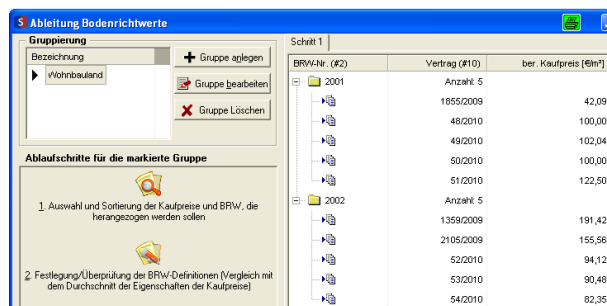 Ableitung Bodenrichtwerte
Gruppierung
Bezeichnung
Wohnbauland
Gruppe anlegen
Gruppe bearbeiten
Gruppe Löschen
Ablaufschritte für die markierte Gruppe
1. Auswahl und Sortierung der Kaufpreise und BRW, die
herangezogen werden sollen
2. Festlegung/Überprüfung der BRW-Definitionen (Vergleich mit
dem Durchschnitt der Eigenschaften der Kaufpreise)
Schritt 1
BRW-Nr. (#2) Vertrag (#10) ber. Kaufpreis [€/m²]
2001 Anzahl: 5
1855/2009 42,09
48/2010 100,00
49/2010 102,04
50/2010 100,00
51/2010 122,50
2002 Anzahl: 5
1359/2009 191,42
2105/2009 155,56
52/2010 94,12
53/2010 90,48
54/2010 82,35